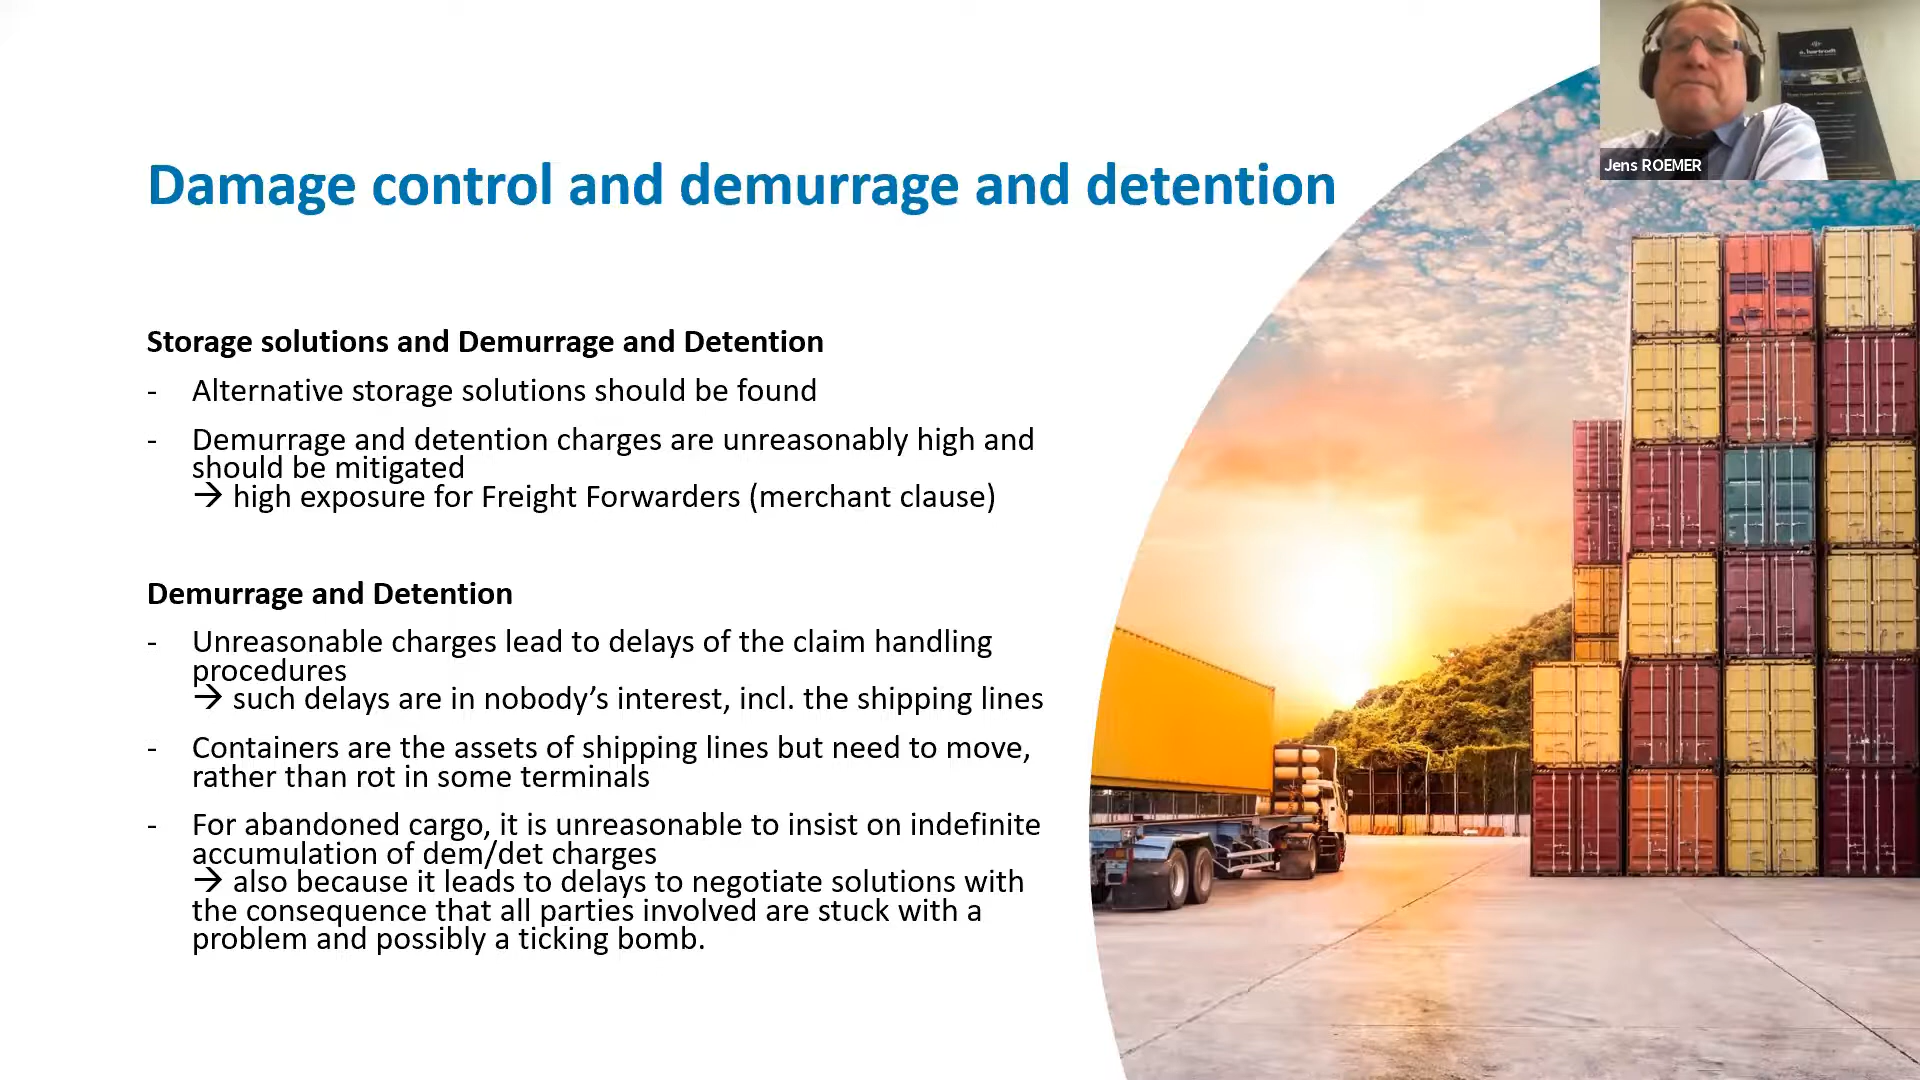 Jens ROEMER
Damage control and demurrage and detention
Storage solutions and Demurrage and Detention
- Alternative storage solutions should be found
- Demurrage and detention charges are unreasonably high and
should be mitigated
→ high exposure for Freight Forwarders (merchant clause)
Demurrage and Detention
- Unreasonable charges lead to delays of the claim handling
procedures
→ such delays are in nobody’s interest, incl. the shipping lines
- Containers are the assets of shipping lines but need to move,
rather than rot in some terminals
- For abandoned cargo, it is unreasonable to insist on indefinite
accumulation of dem/det charges
→ also because it leads to delays to negotiate solutions with
the consequence that all parties involved are stuck with a
problem and possibly a ticking bomb.